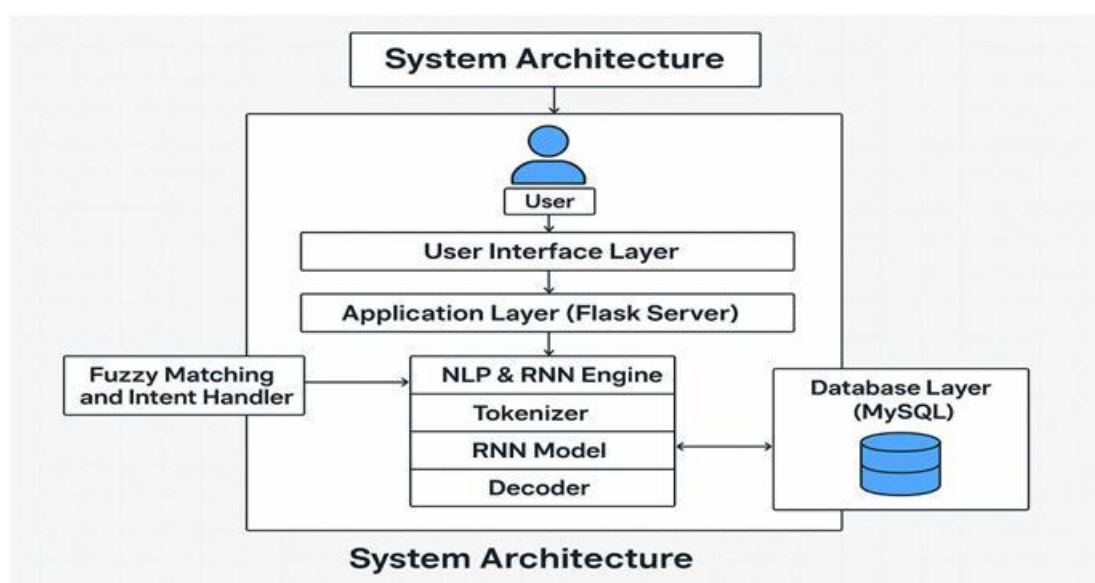 System Architecture
User
User Interface Layer
Application Layer (Flask Server)
Fuzzy Matching
and Intent Handler
NLP & RNN Engine
Tokenizer
RNN Model
Decoder
Database Layer
(MySQL)
System Architecture